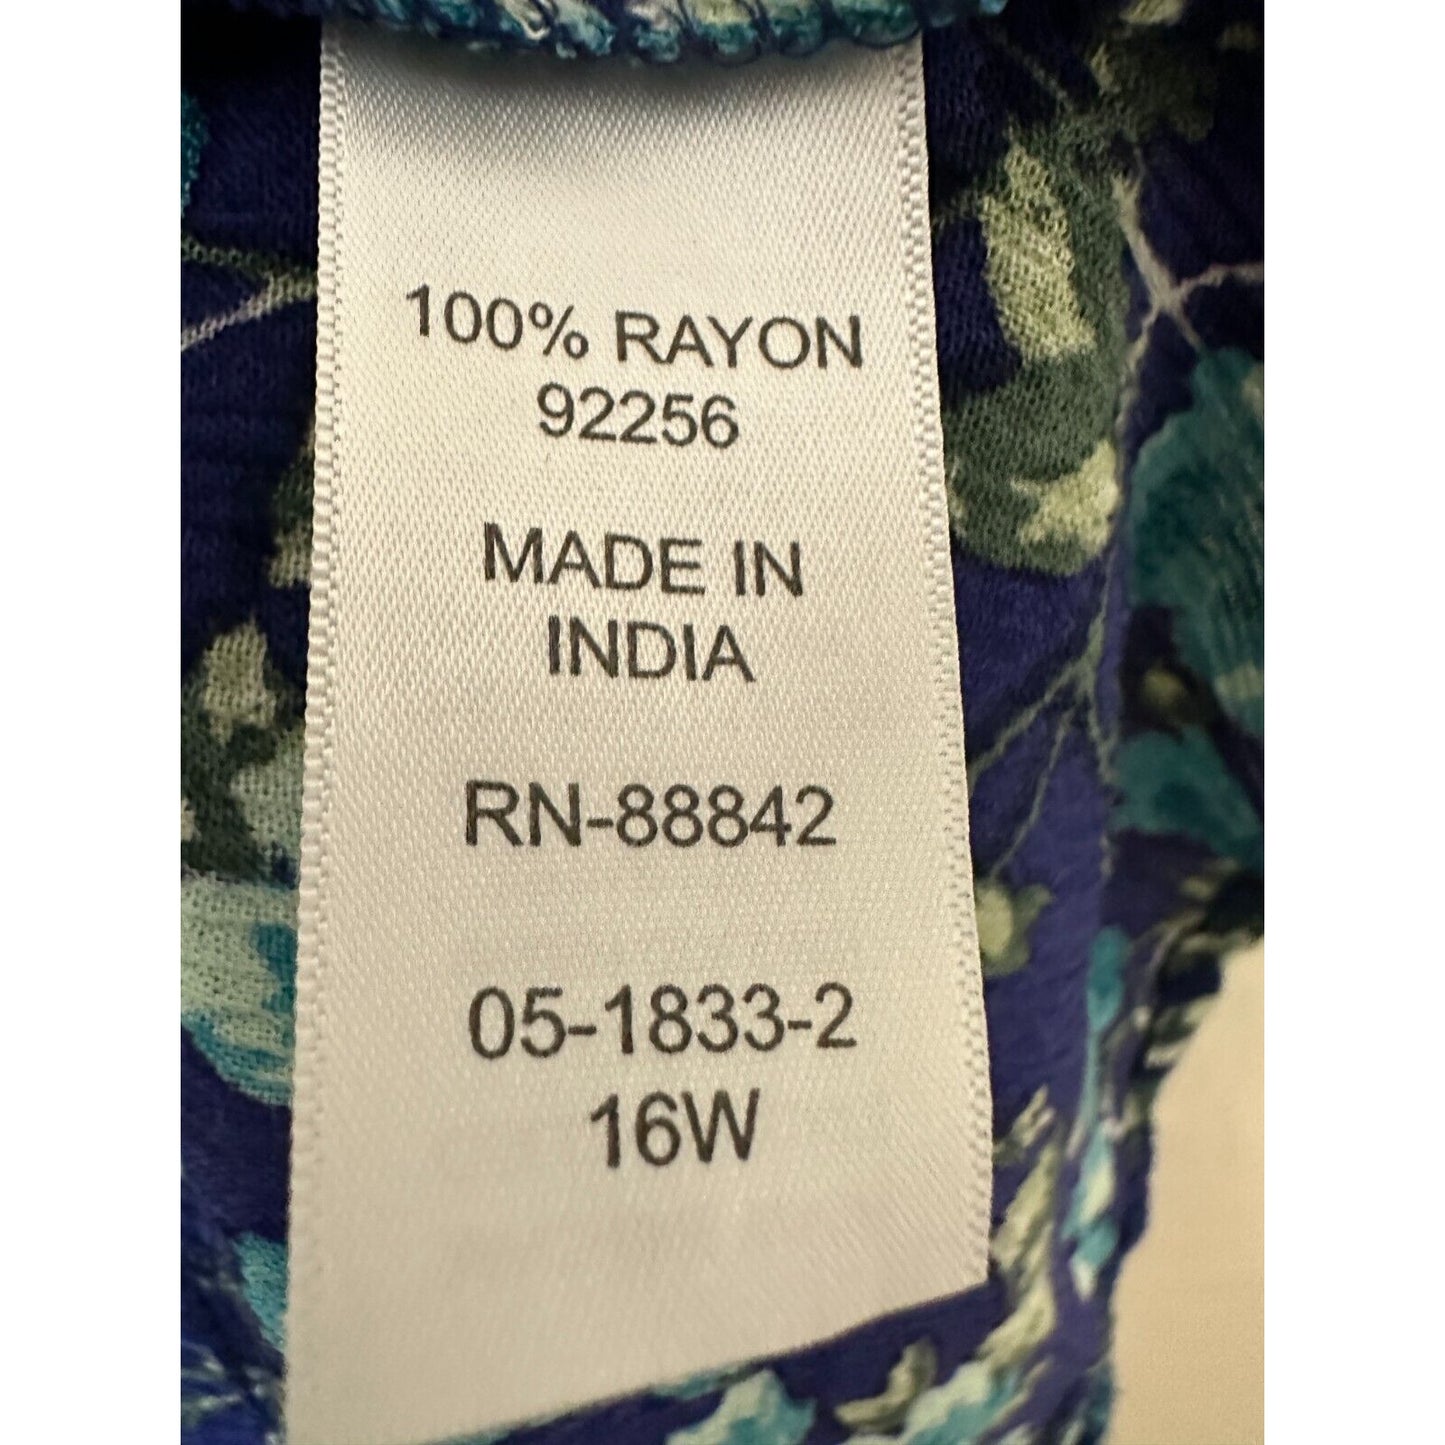 100% RAYON
92256
MADE IN
INDIA
RN-88842
05-1833-2
16W